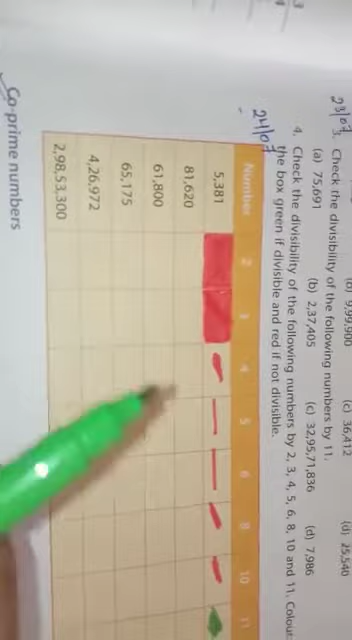 (b) 9,99,900 (c) 36,412 (d) 25,540
23/07
3. Check the divisibility of the following numbers by 11.
(a) 75,691 (b) 2,37,405 (c) 32,95,71,836 (d) 7,986
24/07
4. Check the divisibility of the following numbers by 2, 3, 4, 5, 6, 8, 10 and 11. Colour
the box green if divisible and red if not divisible.
Number 2 3 4 5 6 8 10 11
5,381
81,620
61,800
65,175
4,26,972
2,98,53,300
Co-prime numbers